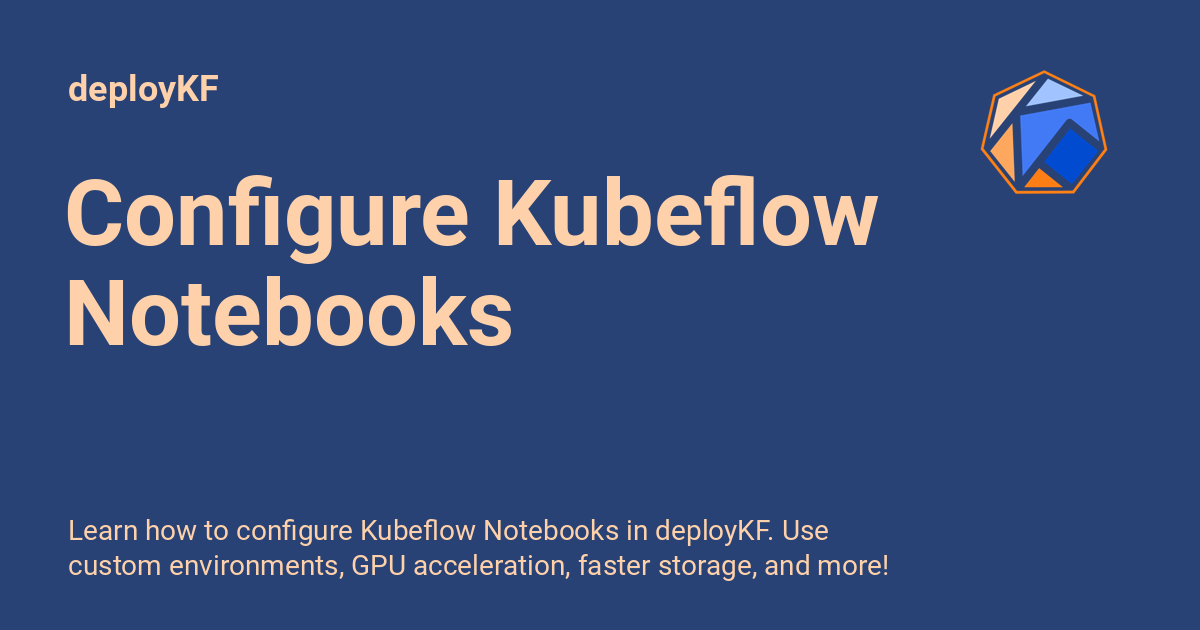 deployKF
Configure Kubeflow
Notebooks
Learn how to configure Kubeflow Notebooks in deployKF. Use
custom environments, GPU acceleration, faster storage, and more!